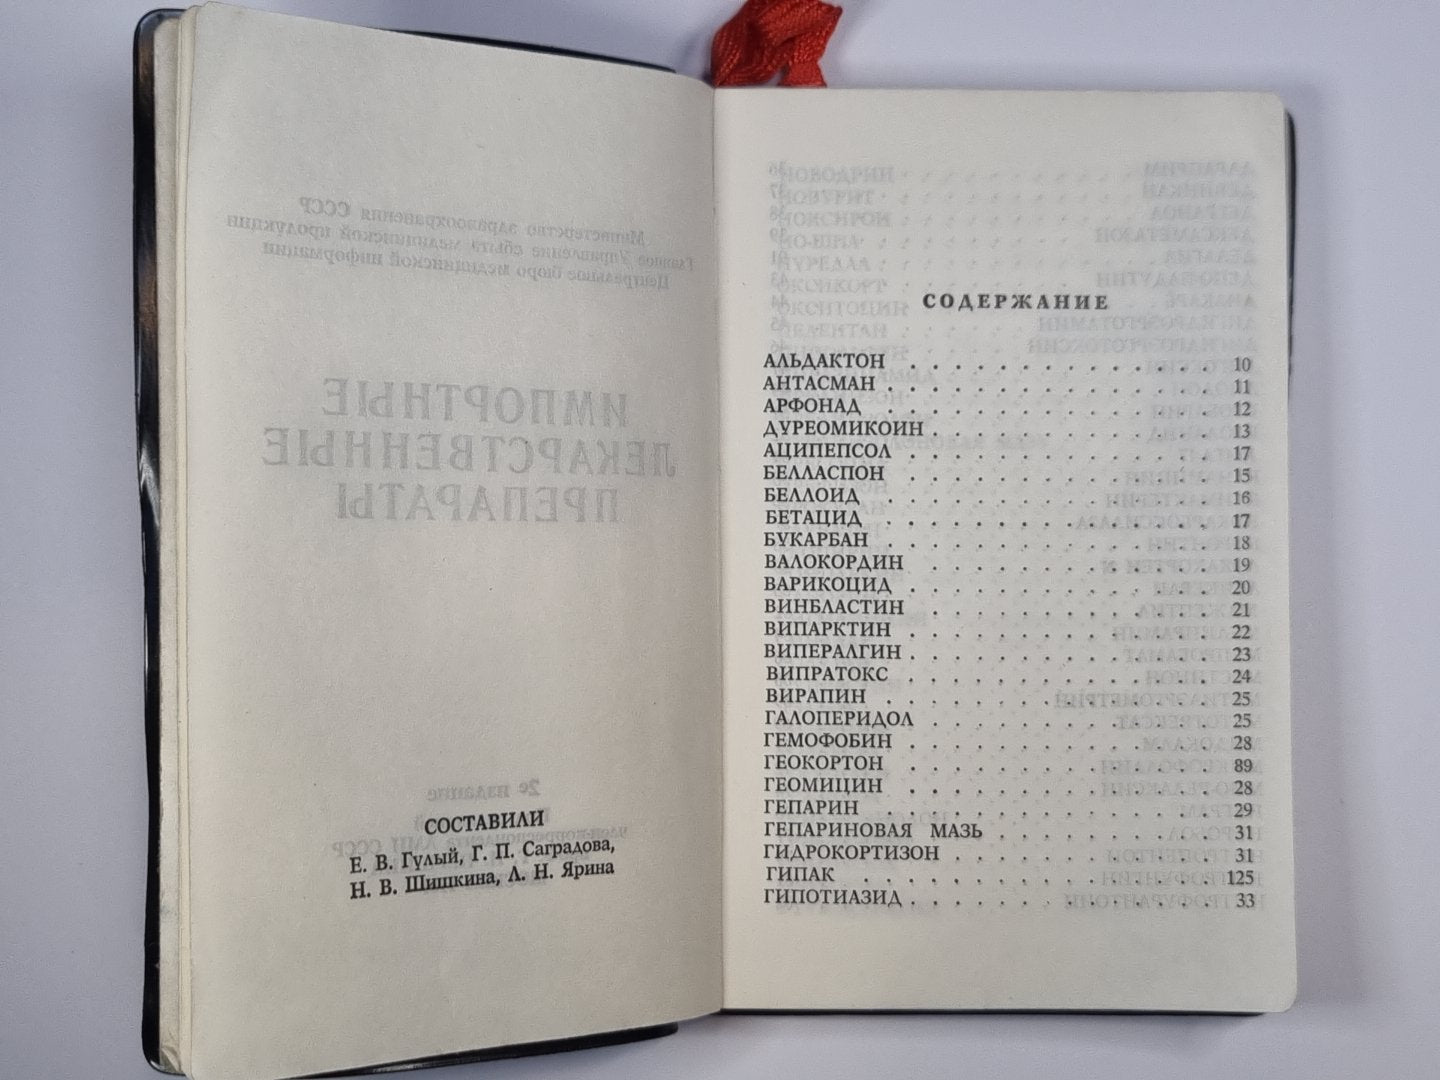 СОСТАВИЛИ
Е. В. Гулый, Г. П. Саградова,
Н. В. Шишкина, Л. Н. Ярина
СОДЕРЖАНИЕ
АЛЬДАКТОН . . . . . . . . . . . . . . 10
АНТАСМАН . . . . . . . . . . . . . . . 11
АРФОНАД . . . . . . . . . . . . . . . 12
ДУРЕОМИКОИН . . . . . . . . . . . . . 13
АЦИПЕПСОЛ . . . . . . . . . . . . . . 17
БЕЛЛАСПОН . . . . . . . . . . . . . . 15
БЕЛЛОИД . . . . . . . . . . . . . . . 16
БЕТАЦИД . . . . . . . . . . . . . . . 17
БУКАРБАН . . . . . . . . . . . . . . . 18
ВАЛОКОРДИН . . . . . . . . . . . . . 19
ВАРИКОЦИД . . . . . . . . . . . . . . 20
ВИНБЛАСТИН . . . . . . . . . . . . . 21
ВИПАРКТИН . . . . . . . . . . . . . . 22
ВИПЕРАЛГИН . . . . . . . . . . . . . . 23
ВИПРАТОКС . . . . . . . . . . . . . . 24
ВИРАПИН . . . . . . . . . . . . . . . 25
ГАЛОПЕРИДОЛ . . . . . . . . . . . . . 25
ГЕМОФОБИН . . . . . . . . . . . . . . 28
ГЕОКОРТОН . . . . . . . . . . . . . . 89
ГЕОМИЦИН . . . . . . . . . . . . . . 28
ГЕПАРИН . . . . . . . . . . . . . . . 29
ГЕПАРИНОВАЯ МАЗЬ . . . . . . . . . . 31
ГИДРОКОРТИЗОН . . . . . . . . . . . . 31
ГИПАК . . . . . . . . . . . . . . . . 125
ГИПОТИАЗИД . . . . . . . . . . . . . . 33